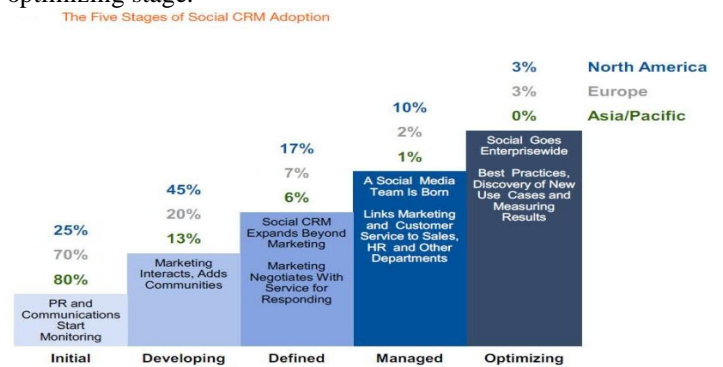 optimizing stage.
The Five Stages of Social CRM Adoption
3% North America
3% Europe
0% Asia/Pacific
10%
2%
1%
17%
7%
6%
45%
20%
13%
25%
70%
80%
PR and
Communications
Start
Monitoring
Marketing
Interacts, Adds
Communities
Social CRM
Expands Beyond
Marketing
Marketing
Negotiates With
Service for
Responding
A Social Media
Team Is Born
Links Marketing
and Customer
Service to Sales,
HR and Other
Departments
Social Goes
Enterprisewide
Best Practices,
Discovery of New
Use Cases and
Measuring
Results
Initial Developing Defined Managed Optimizing